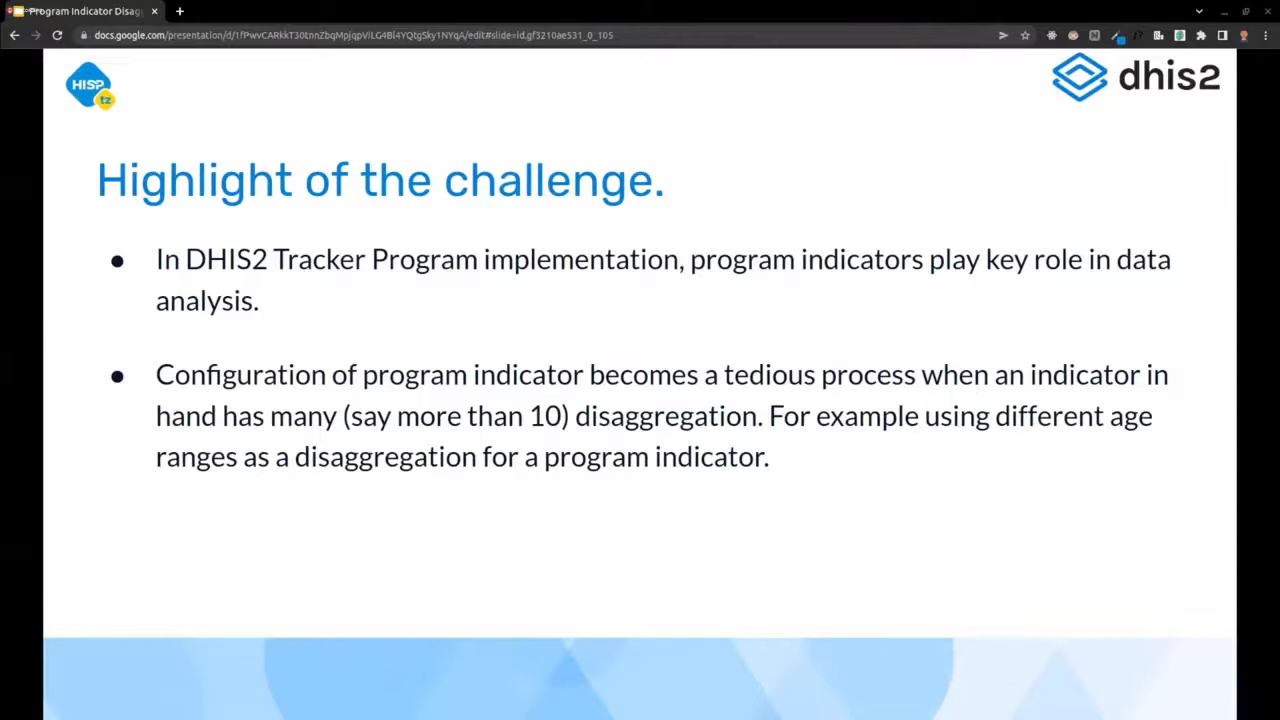 Program Indicator Disag
docs.google.com/presentation/d/1fPwvCARkkT30tnnZbqMpjqpViLG4Bl4YQtgSky1NYqA/edit#slide=id.gf3210ae531_0_105
HISP
tz
dhis2
Highlight of the challenge.
● In DHIS2 Tracker Program implementation, program indicators play key role in data
analysis.
● Configuration of program indicator becomes a tedious process when an indicator in
hand has many (say more than 10) disaggregation. For example using different age
ranges as a disaggregation for a program indicator.